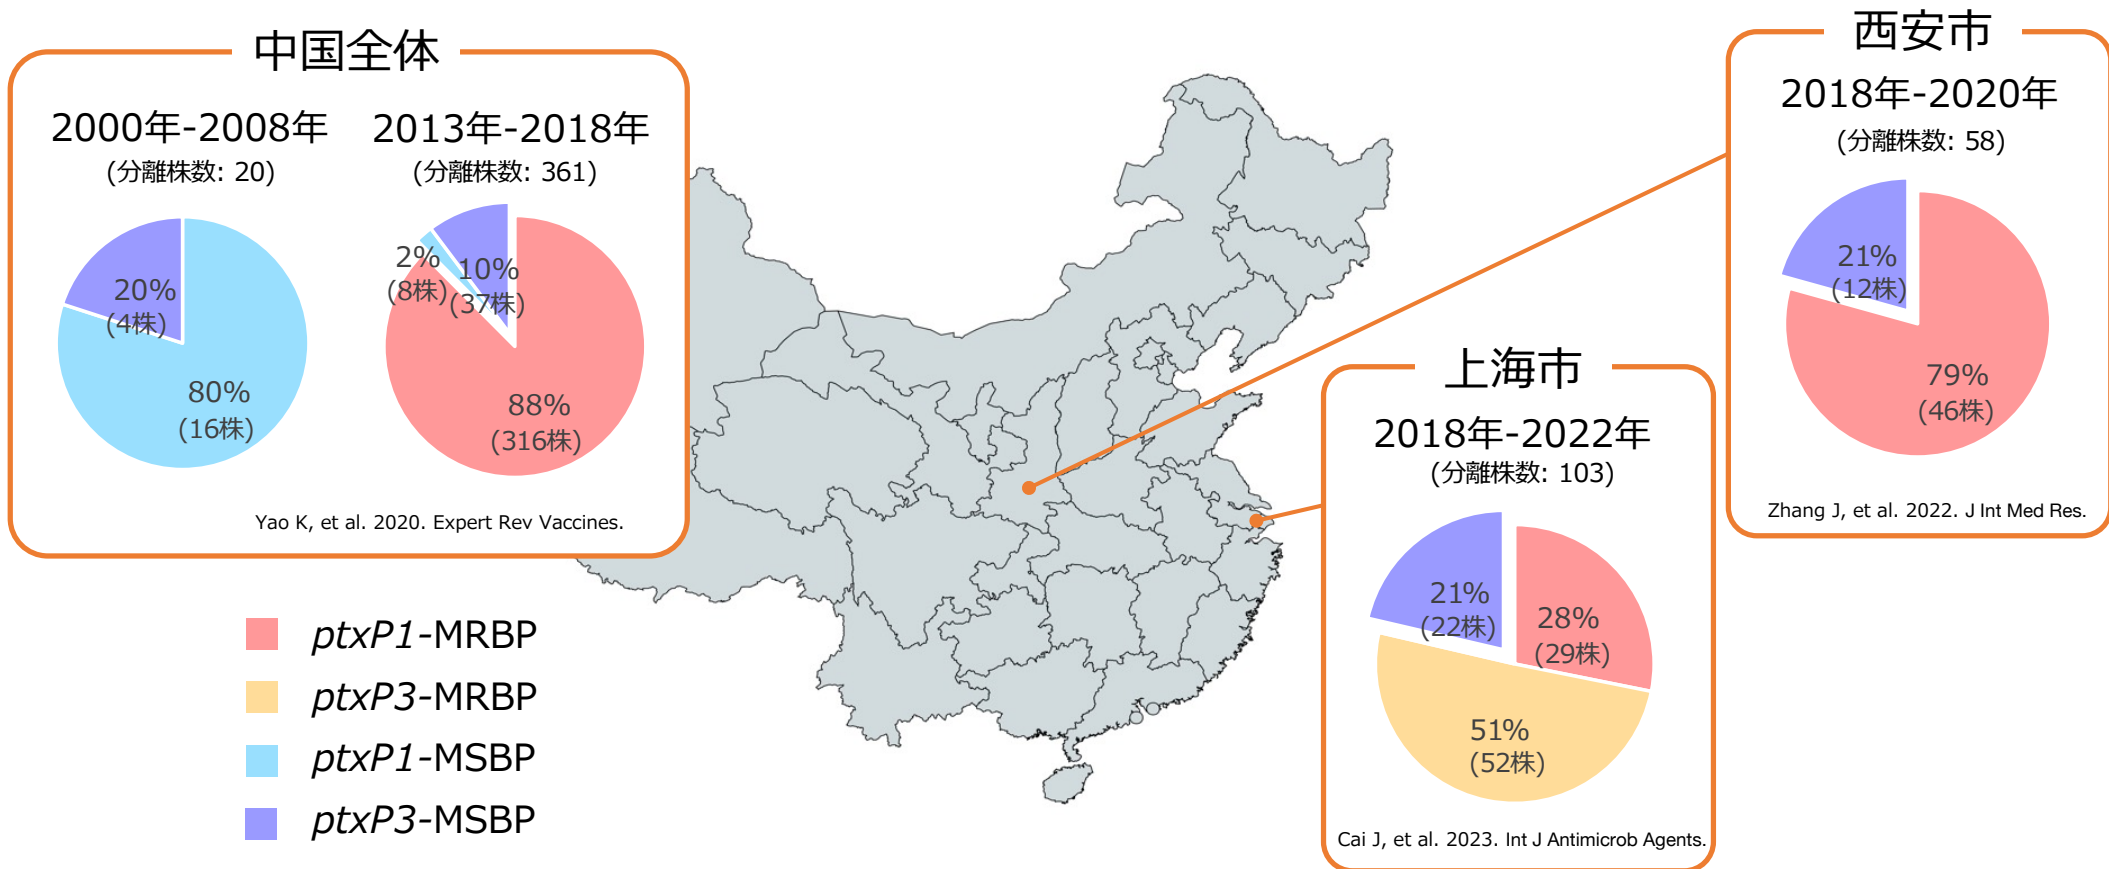 中国全体
2000年-2008年
(分離株数: 20)
20%
(4株)
80%
(16株)
2013年-2018年
(分離株数: 361)
2%
(8株)
10%
(37株)
88%
(316株)
Yao K, et al. 2020. Expert Rev Vaccines.
西安市
2018年-2020年
(分離株数: 58)
21%
(12株)
79%
(46株)
Zhang J, et al. 2022. J Int Med Res.
上海市
2018年-2022年
(分離株数: 103)
21%
(22株)
28%
(29株)
51%
(52株)
Cai J, et al. 2023. Int J Antimicrob Agents.
ptxP1-MRBP
ptxP3-MRBP
ptxP1-MSBP
ptxP3-MSBP